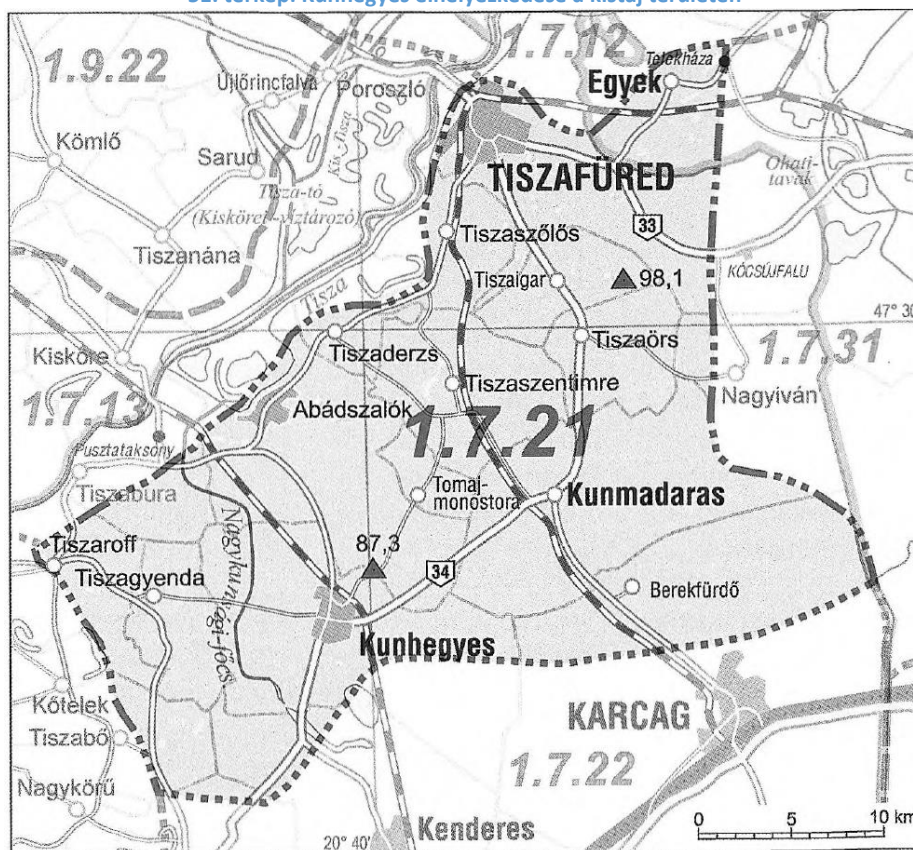 1.7.12
1.9.22
Telekháza
Újlőrincfalva
Poroszló
Egyek
Kis-Tisza
Kömlő
Sarud
Ohati-
tavak
TISZAFÜRED
Tisza-tó
(Kiskörei-víztározó)
33
Tiszaszőlős
Tiszanána
KÓCSÚJFALU
Tiszaigar
98,1
Tisza
47° 30'
Tiszaörs
Kisköre
Tiszaderzs
1.7.31
Nagyiván
Tiszaszentimre
1.7.13
Abádszalók
1.7.21
Pusztataksony
Tiszabura
Tomaj-
monostora
Kunmadaras
Nagykunsági-főcs.
87,3
Tiszaroff
34
Tiszagyenda
Berekfürdő
Kunhegyes
Kőtelek
KARCAG
Tiszabő
1.7.22
Nagykörű
0 5 10 km
20° 40'
Kenderes